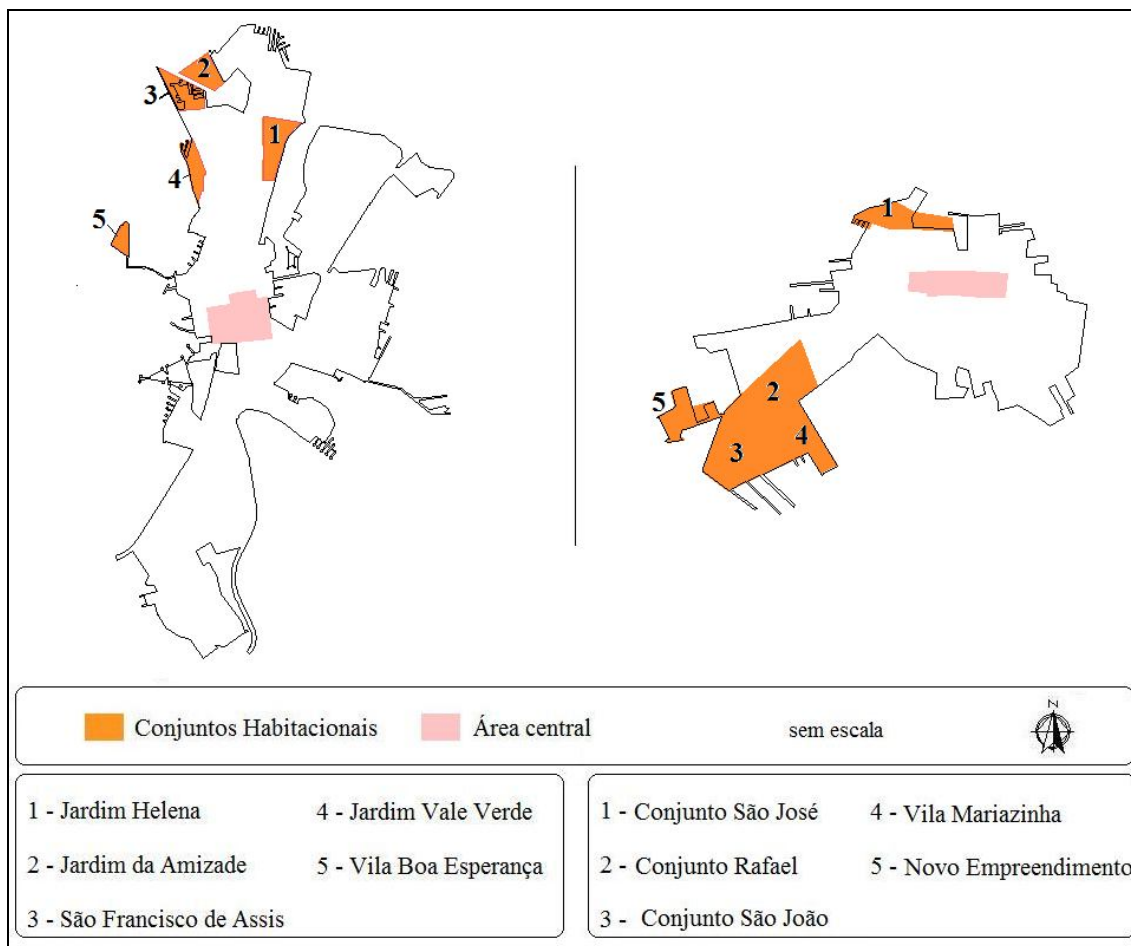 2
3
1
4
5
1
2
5
4
3
Conjuntos Habitacionais
Área central
sem escala
N
1 - Jardim Helena
4 - Jardim Vale Verde
2 - Jardim da Amizade
5 - Vila Boa Esperança
3 - São Francisco de Assis
1 - Conjunto São José
4 - Vila Mariazinha
2 - Conjunto Rafael
5 - Novo Empreendimento
3 - Conjunto São João